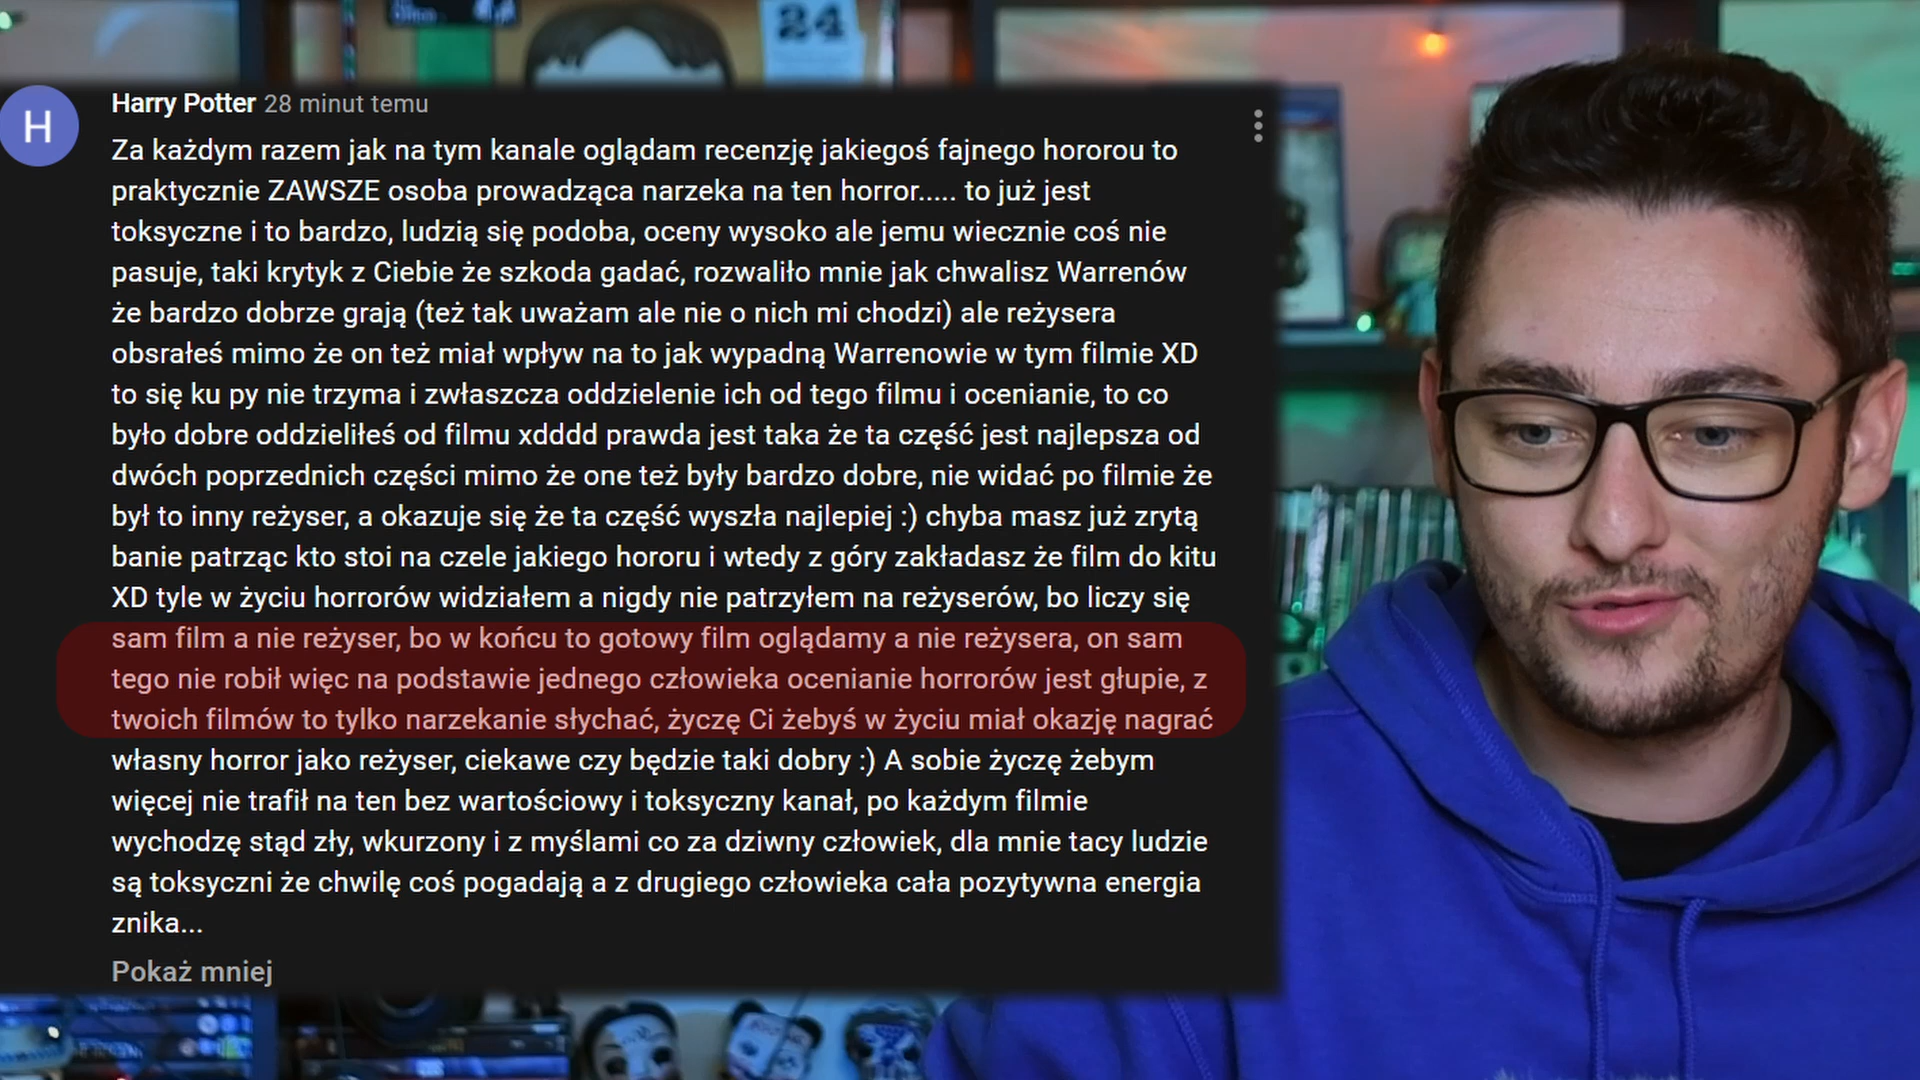 24
H
Harry Potter 28 minut temu
Za każdym razem jak na tym kanale oglądam recenzję jakiegoś fajnego hororou to
praktycznie ZAWSZE osoba prowadząca narzeka na ten horror..... to już jest
toksyczne i to bardzo, ludzią się podoba, oceny wysoko ale jemu wiecznie coś nie
pasuje, taki krytyk z Ciebie że szkoda gadać, rozwaliło mnie jak chwalisz Warrenów
że bardzo dobrze grają (też tak uważam ale nie o nich mi chodzi) ale reżysera
obsrałeś mimo że on też miał wpływ na to jak wypadną Warrenowie w tym filmie XD
to się ku py nie trzyma i zwłaszcza oddzielenie ich od tego filmu i ocenianie, to co
było dobre oddzieliłeś od filmu xdddd prawda jest taka że ta część jest najlepsza od
dwóch poprzednich części mimo że one też były bardzo dobre, nie widać po filmie że
był to inny reżyser, a okazuje się że ta część wyszła najlepiej :) chyba masz już zrytą
banie patrząc kto stoi na czele jakiego hororu i wtedy z góry zakładasz że film do kitu
XD tyle w życiu horrorów widziałem a nigdy nie patrzyłem na reżyserów, bo liczy się
sam film a nie reżyser, bo w końcu to gotowy film oglądamy a nie reżysera, on sam
tego nie robił więc na podstawie jednego człowieka ocenianie horrorów jest głupie, z
twoich filmów to tylko narzekanie słychać, życzę Ci żebyś w życiu miał okazję nagrać
własny horror jako reżyser, ciekawe czy będzie taki dobry :) A sobie życzę żebym
więcej nie trafił na ten bez wartościowy i toksyczny kanał, po każdym filmie
wychodzę stąd zły, wkurzony i z myślami co za dziwny człowiek, dla mnie tacy ludzie
są toksyczni że chwilę coś pogadają a z drugiego człowieka cała pozytywna energia
znika...
Pokaż mniej